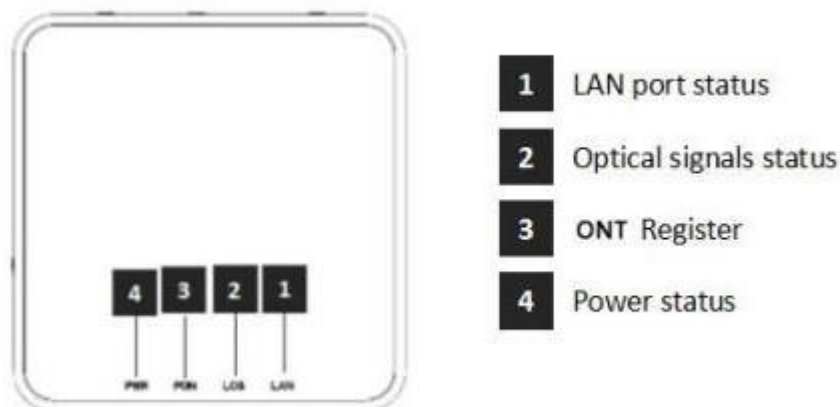 1 LAN port status
2 Optical signals status
3 ONT Register
4 Power status
4 3 2 1
PWR PON LOS LAN